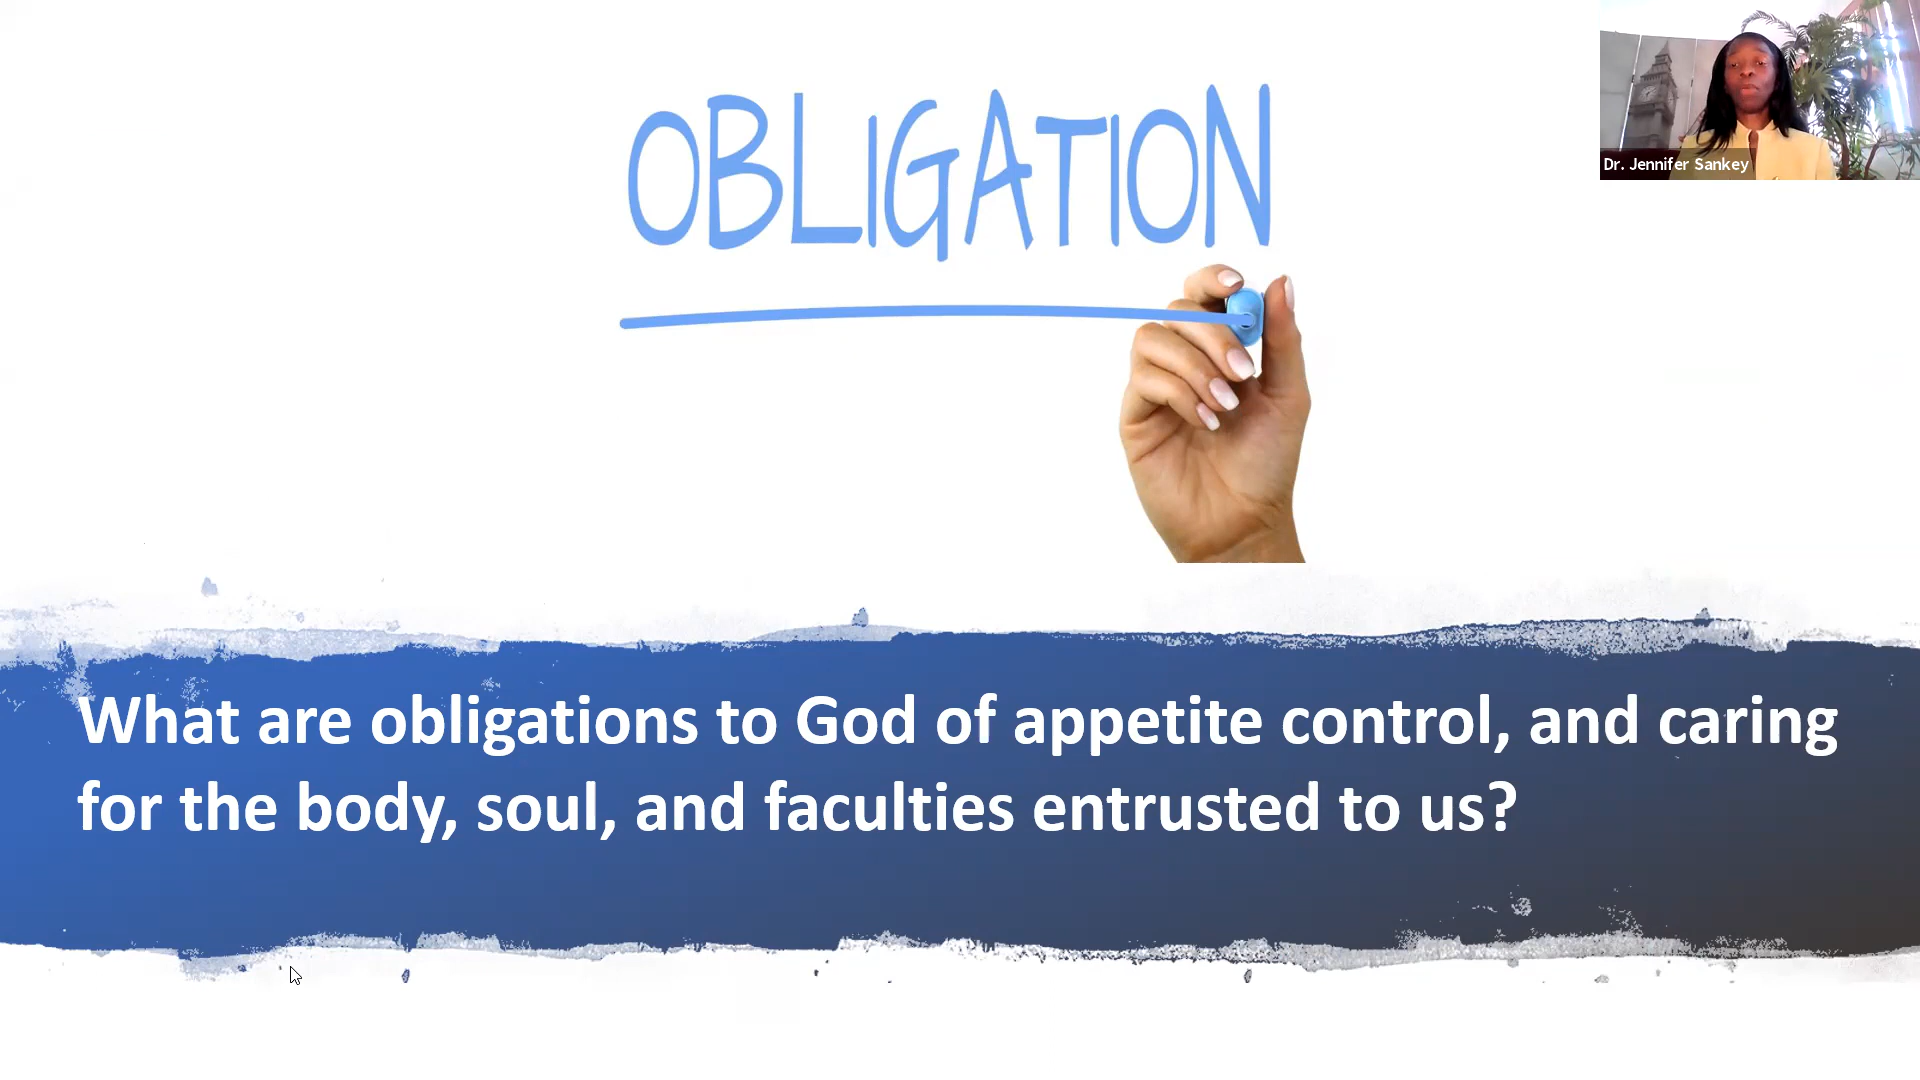 OBLIGATION
Dr. Jennifer Sankey
What are obligations to God of appetite control, and caring
for the body, soul, and faculties entrusted to us?